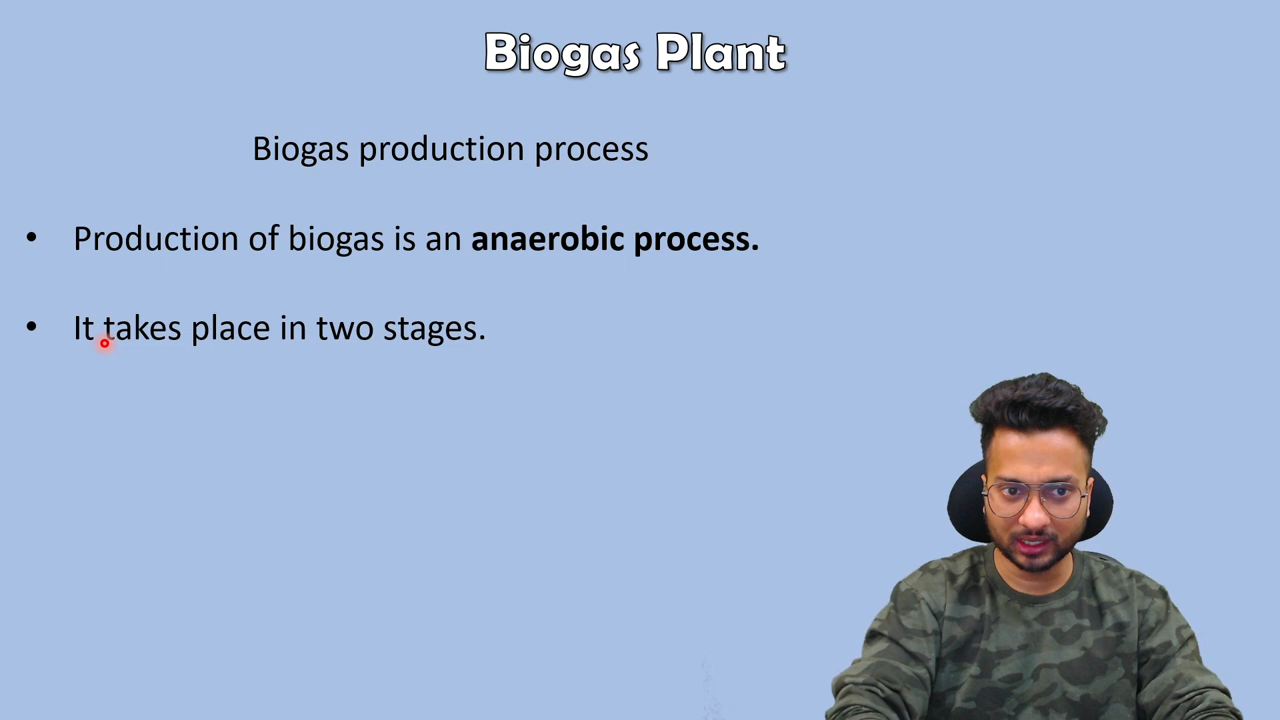 Biogas Plant
Biogas production process
• Production of biogas is an anaerobic process.
• It takes place in two stages.